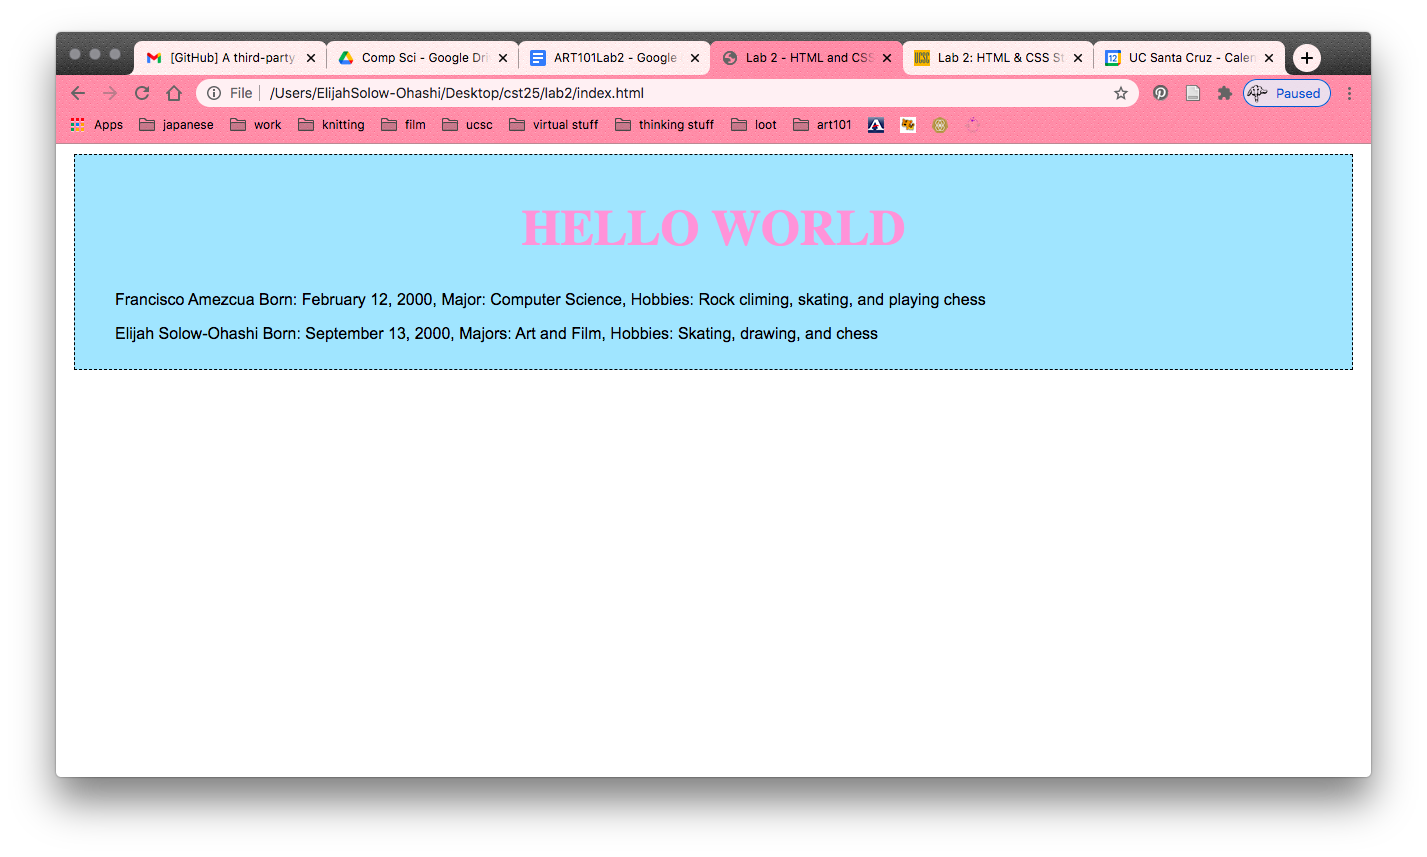 [GitHub] A third-party
Comp Sci - Google Dri
ART101Lab2 - Google
Lab 2 - HTML and CSS
Lab 2: HTML & CSS St
UC Santa Cruz - Calen
File /Users/ElijahSolow-Ohashi/Desktop/cst25/lab2/index.html
Paused
Apps japanese work knitting film ucsc virtual stuff thinking stuff loot art101
HELLO WORLD
Francisco Amezcua Born: February 12, 2000, Major: Computer Science, Hobbies: Rock climing, skating, and playing chess
Elijah Solow-Ohashi Born: September 13, 2000, Majors: Art and Film, Hobbies: Skating, drawing, and chess